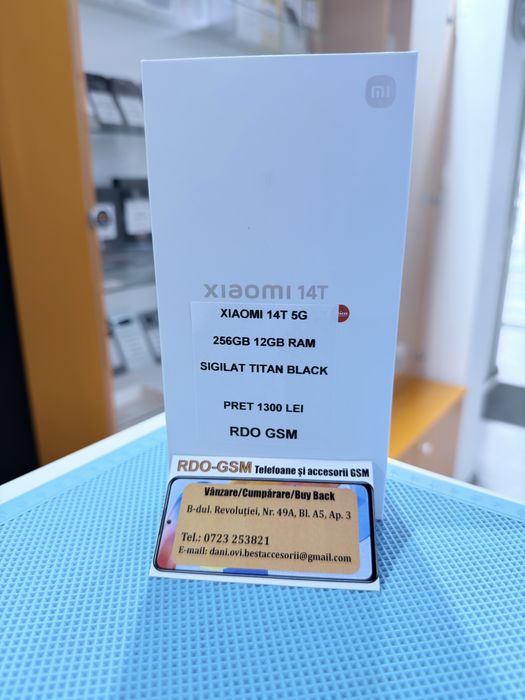 mi
XIAOMI 14T
XIAOMI 14T 5G
256GB 12GB RAM
SIGILAT TITAN BLACK
PRET 1300 LEI
RDO GSM
RDO-GSM Telefoane și accesorii GSM
Vânzare/Cumpărare/Buy Back
B-dul. Revoluției, Nr. 49A, Bl. A5, Ap. 3
Tel.: 0723 253821
E-mail: dani.ovi.bestaccesorii@gmail.com